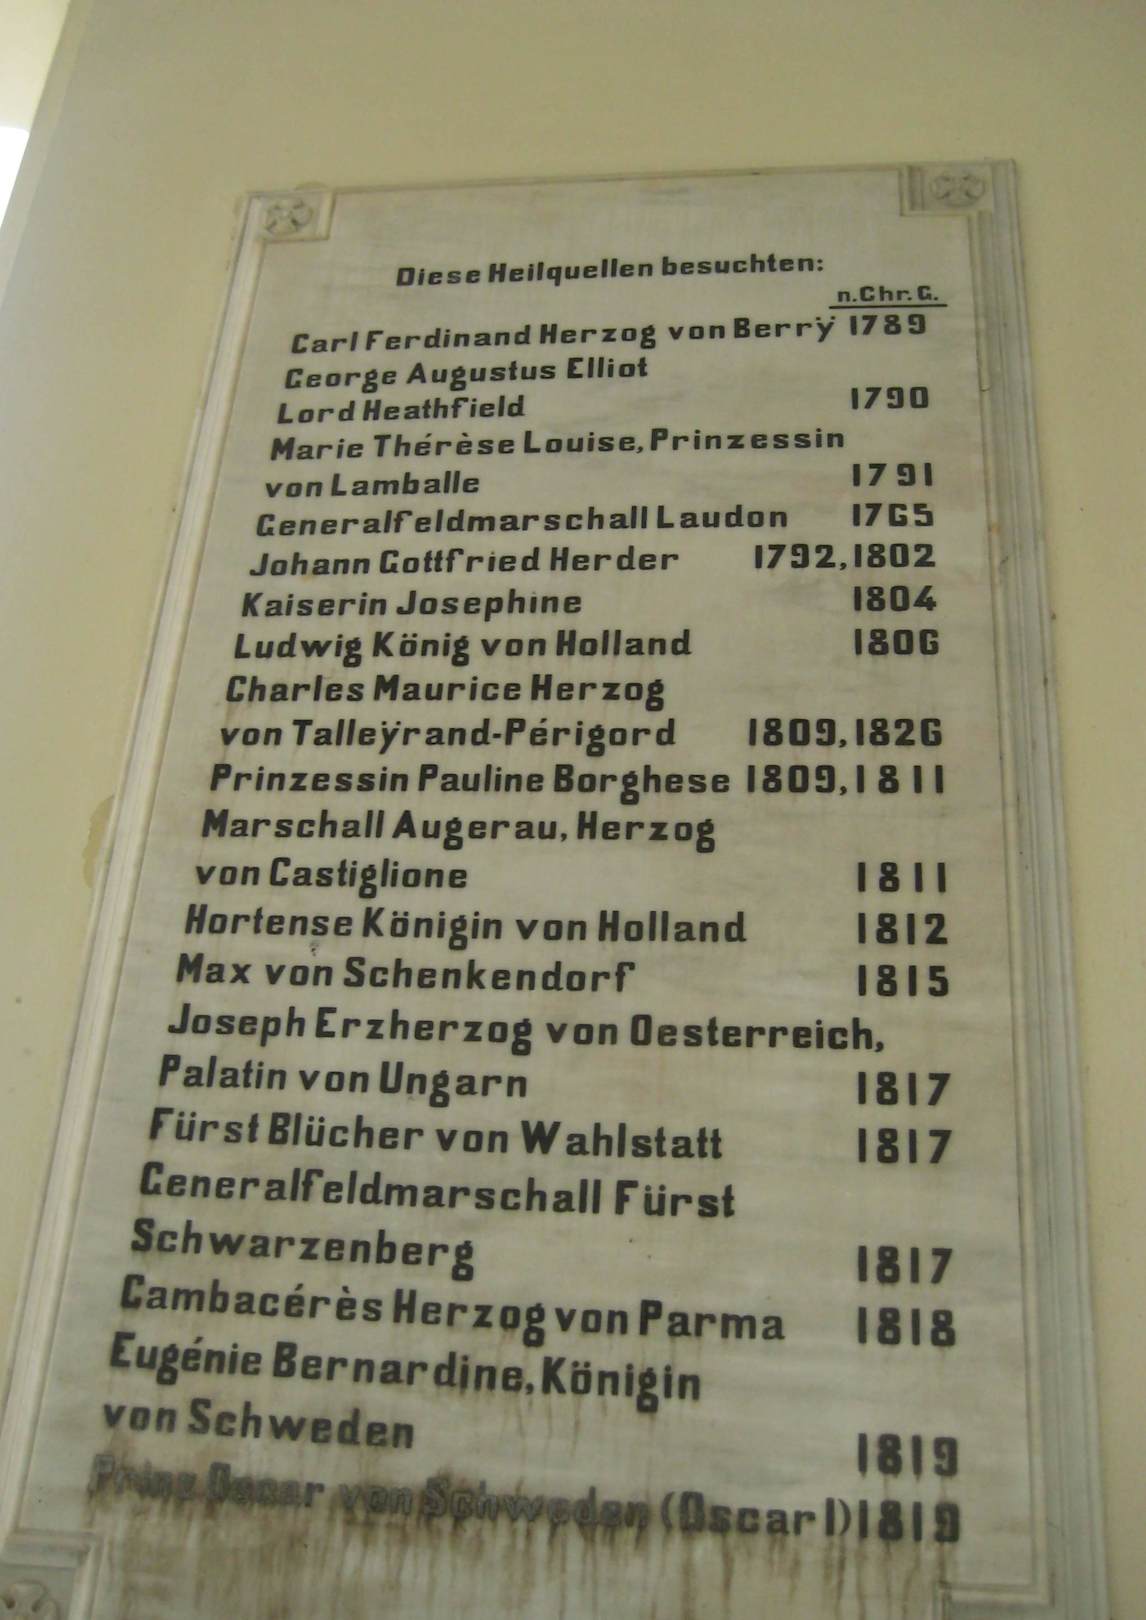 Diese Heilquellen besuchten:
n.Chr.G.
Carl Ferdinand Herzog von Berrÿ 1789
George Augustus Elliot
Lord Heathfield 1790
Marie Thérèse Louise, Prinzessin
von Lamballe 1791
Generalfeldmarschall Laudon 1765
Johann Gottfried Herder 1792, 1802
Kaiserin Josephine 1804
Ludwig König von Holland 1806
Charles Maurice Herzog
von Talleÿrand-Périgord 1809, 1826
Prinzessin Pauline Borghese 1809, 1811
Marschall Augerau, Herzog
von Castiglione 1811
Hortense Königin von Holland 1812
Max von Schenkendorf 1815
Joseph Erzherzog von Oesterreich,
Palatin von Ungarn 1817
Fürst Blücher von Wahlstatt 1817
Generalfeldmarschall Fürst
Schwarzenberg 1817
Cambacérès Herzog von Parma 1818
Eugénie Bernardine, Königin
von Schweden 1819
Prinz Oscar von Schweden (Oscar I) 1819